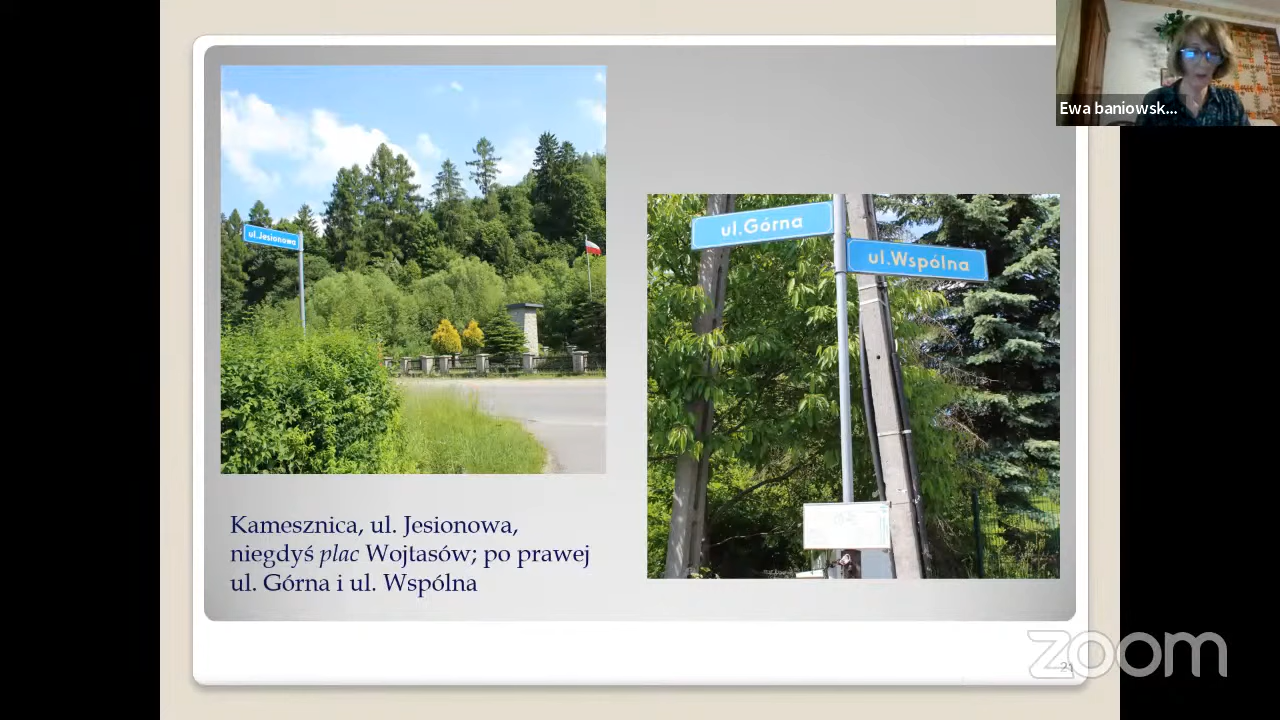 ul.Jesionowa
ul.Górna
ul.Wspólna
Kamesznica, ul. Jesionowa,
niegdyś plac Wojtasów; po prawej
ul. Górna i ul. Wspólna
Ewa baniowsk...
21
zoom